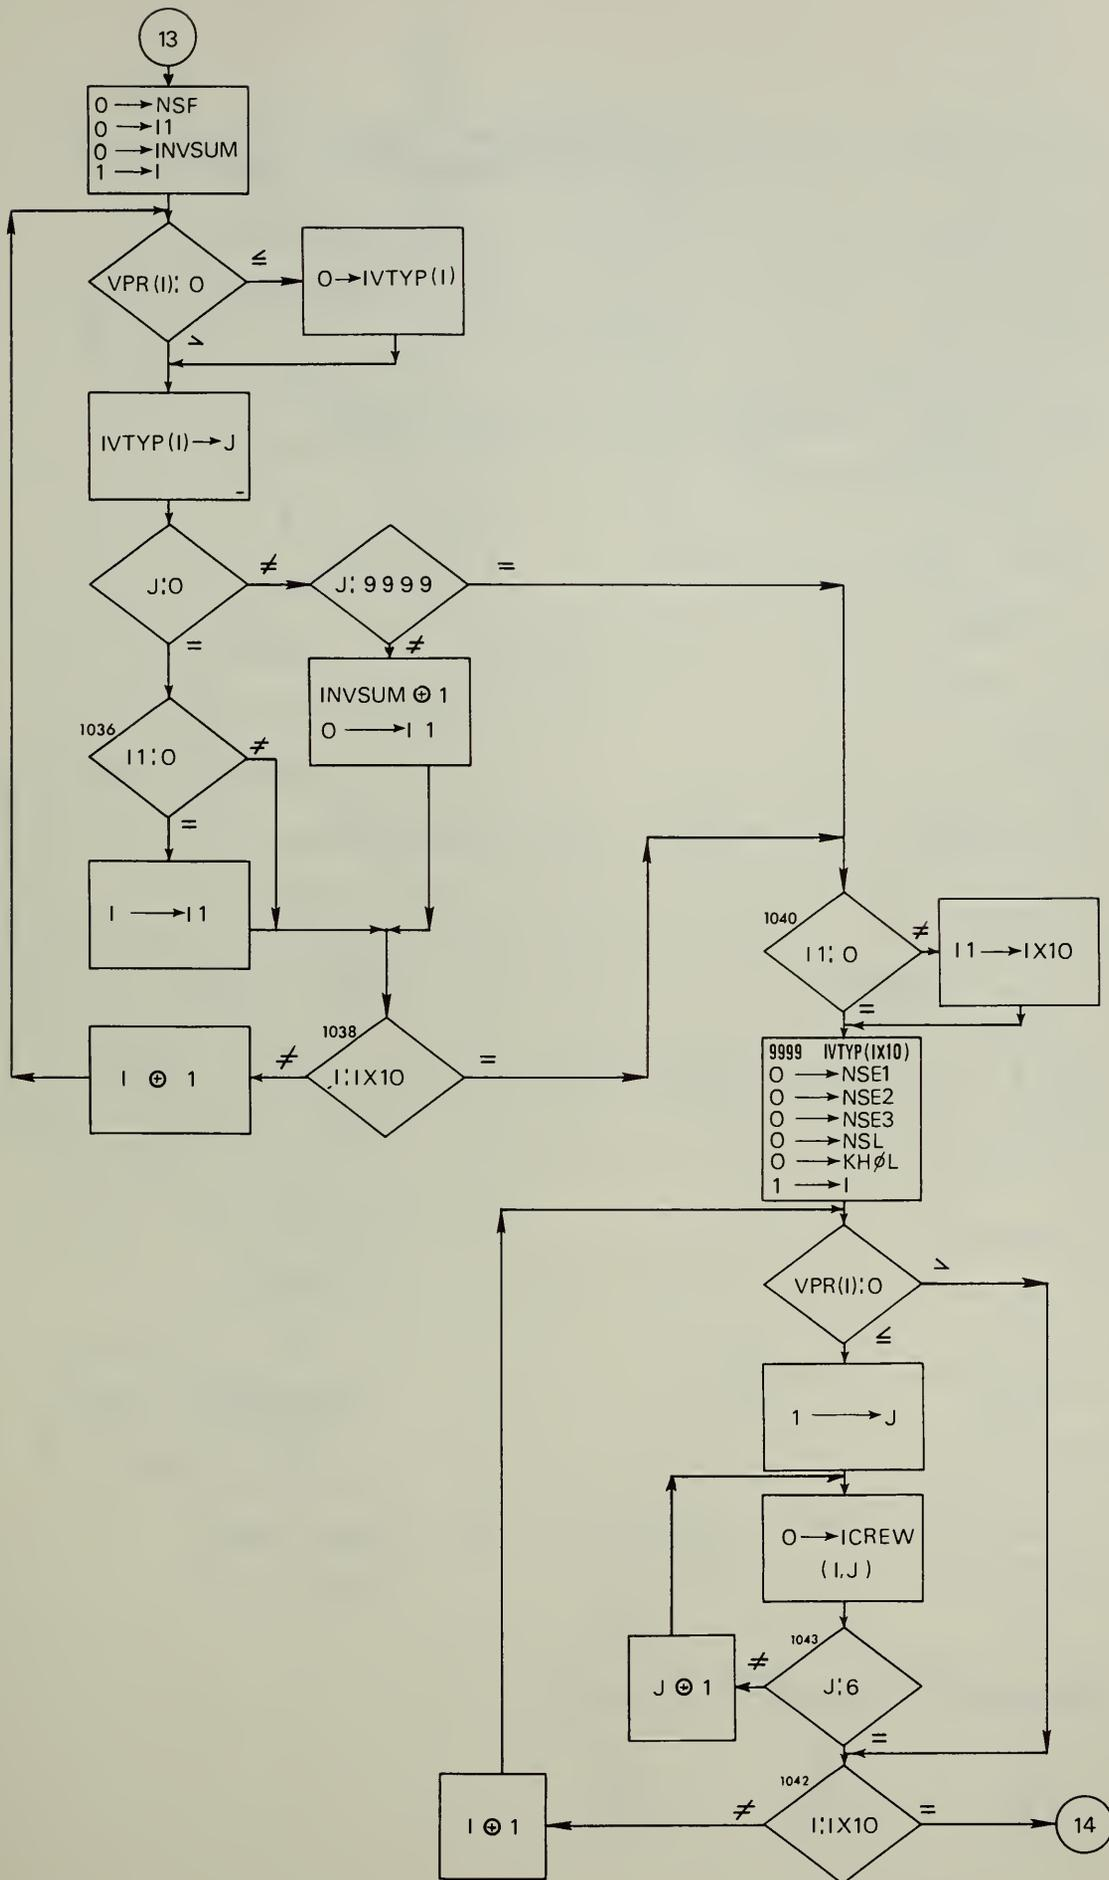 13
0 → NSF
0 → I1
0 → INVSUM
1 → I
VPR(I): 0
≤
0 → IVTYP(I)
>
IVTYP(I) → J
J:0
≠
J:9999
=
=
≠
INVSUM ⊕ 1
0 → I1
1036
I1:0
≠
=
I → I1
1040
I1:0
≠
I1 → IX10
=
1038
I:IX10
≠
=
I ⊕ 1
9999 IVTYP(IX10)
0 → NSE1
0 → NSE2
0 → NSE3
0 → NSL
0 → KHØL
1 → I
VPR(I):0
>
≤
1 → J
0 → ICREW
(I,J)
1043
J:6
≠
J ⊕ 1
=
1042
I:IX10
≠
=
I ⊕ 1
14